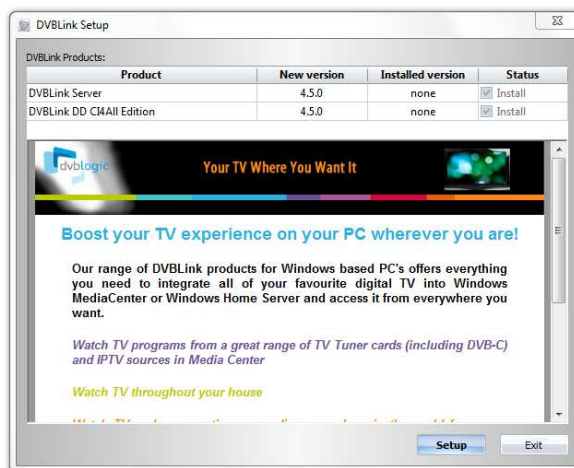 DVBLink Setup
DVBLink Products:
Product New version Installed version Status
DVBLink Server 4.5.0 none Install
DVBLink DD CI4All Edition 4.5.0 none Install
dvblogic Your TV Where You Want It
Boost your TV experience on your PC wherever you are!
Our range of DVBLink products for Windows based PC's offers everything
you need to integrate all of your favourite digital TV into Windows
MediaCenter or Windows Home Server and access it from everywhere you
want.
Watch TV programs from a great range of TV Tuner cards (including DVB-C)
and IPTV sources in Media Center
Watch TV throughout your house
Setup Exit